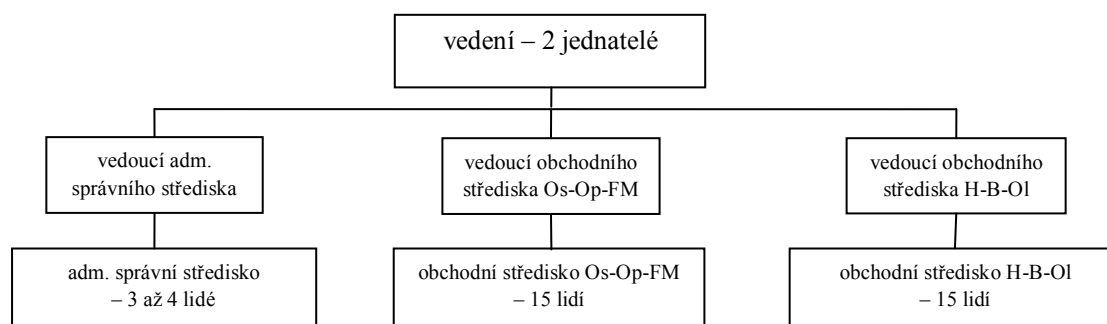 vedení – 2 jednatelé
vedoucí adm.
správního střediska
vedoucí obchodního
střediska Os-Op-FM
vedoucí obchodního
střediska H-B-Ol
adm. správní středisko
– 3 až 4 lidé
obchodní středisko Os-Op-FM
– 15 lidí
obchodní středisko H-B-Ol
– 15 lidí